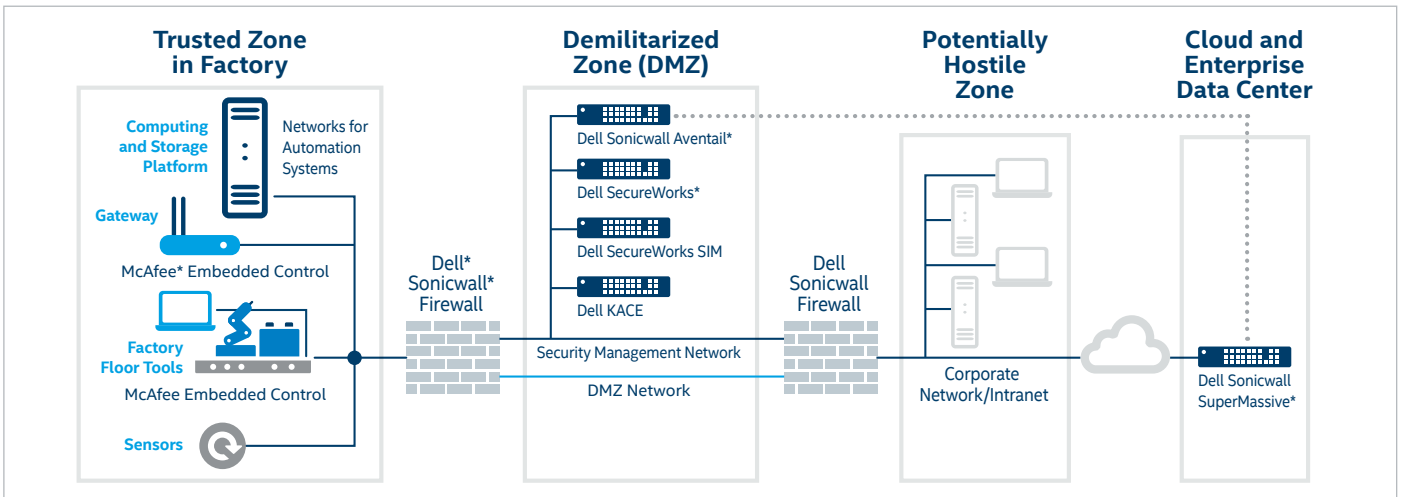 Trusted Zone
in Factory
Demilitarized
Zone (DMZ)
Potentially
Hostile
Zone
Cloud and
Enterprise
Data Center
Computing
and Storage
Platform
Networks for
Automation
Systems
Gateway
McAfee* Embedded Control
Factory
Floor Tools
McAfee Embedded Control
Sensors
Dell*
Sonicwall*
Firewall
Dell Sonicwall Aventail*
Dell SecureWorks*
Dell SecureWorks SIM
Dell KACE
Security Management Network
DMZ Network
Dell
Sonicwall
Firewall
Corporate
Network/Intranet
Dell Sonicwall
SuperMassive*